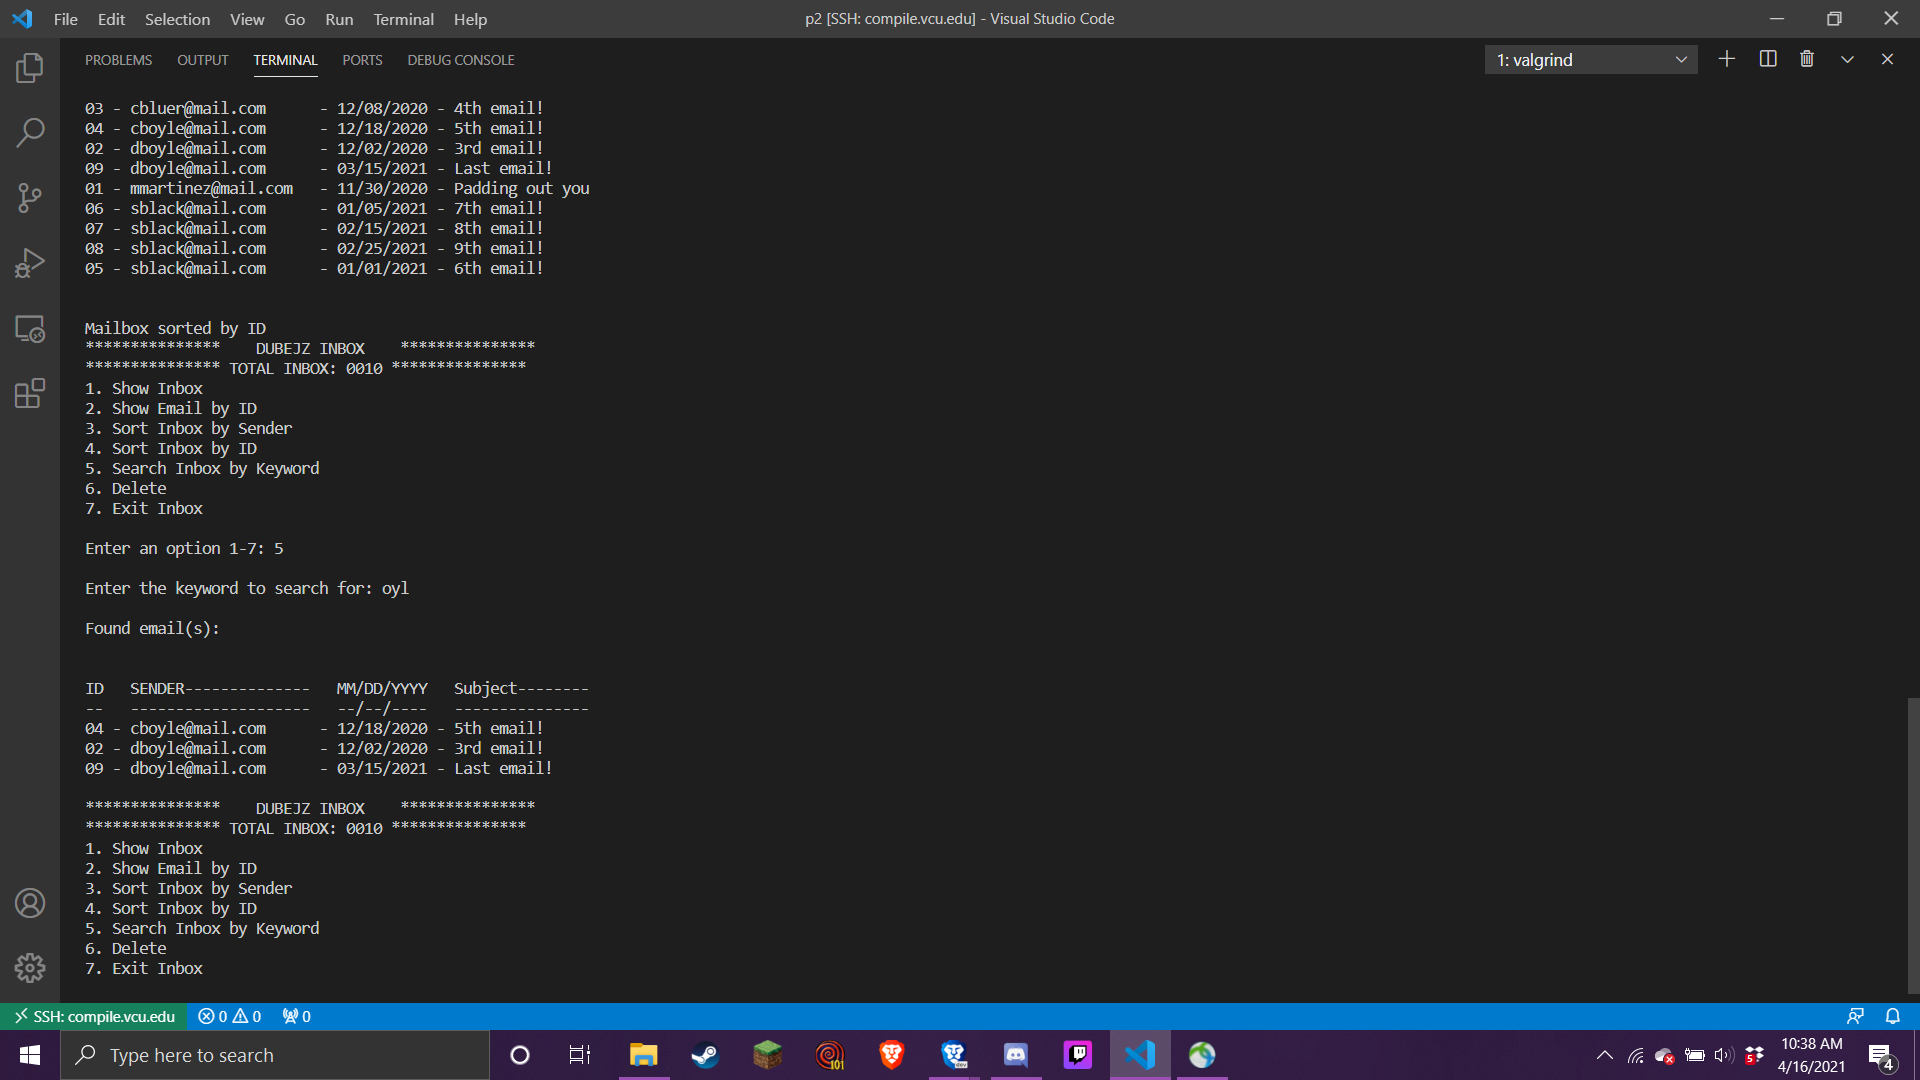 File Edit Selection View Go Run Terminal Help
p2 [SSH: compile.vcu.edu] - Visual Studio Code
PROBLEMS OUTPUT TERMINAL PORTS DEBUG CONSOLE
1: valgrind
03 - cbluer@mail.com      - 12/08/2020 - 4th email!
04 - cboyle@mail.com      - 12/18/2020 - 5th email!
02 - dboyle@mail.com      - 12/02/2020 - 3rd email!
09 - dboyle@mail.com      - 03/15/2021 - Last email!
01 - mmartinez@mail.com   - 11/30/2020 - Padding out you
06 - sblack@mail.com      - 01/05/2021 - 7th email!
07 - sblack@mail.com      - 02/15/2021 - 8th email!
08 - sblack@mail.com      - 02/25/2021 - 9th email!
05 - sblack@mail.com      - 01/01/2021 - 6th email!
Mailbox sorted by ID
***************    DUBEJZ INBOX    ***************
*************** TOTAL INBOX: 0010 ***************
1. Show Inbox
2. Show Email by ID
3. Sort Inbox by Sender
4. Sort Inbox by ID
5. Search Inbox by Keyword
6. Delete
7. Exit Inbox
Enter an option 1-7: 5
Enter the keyword to search for: oyl
Found email(s):
ID   SENDER--------------   MM/DD/YYYY   Subject--------
--   --------------------   --/--/----   ---------------
04 - cboyle@mail.com      - 12/18/2020 - 5th email!
02 - dboyle@mail.com      - 12/02/2020 - 3rd email!
09 - dboyle@mail.com      - 03/15/2021 - Last email!
***************    DUBEJZ INBOX    ***************
*************** TOTAL INBOX: 0010 ***************
1. Show Inbox
2. Show Email by ID
3. Sort Inbox by Sender
4. Sort Inbox by ID
5. Search Inbox by Keyword
6. Delete
7. Exit Inbox
SSH: compile.vcu.edu 0 0 0
Type here to search
101
dev
5
10:38 AM
4/16/2021
4